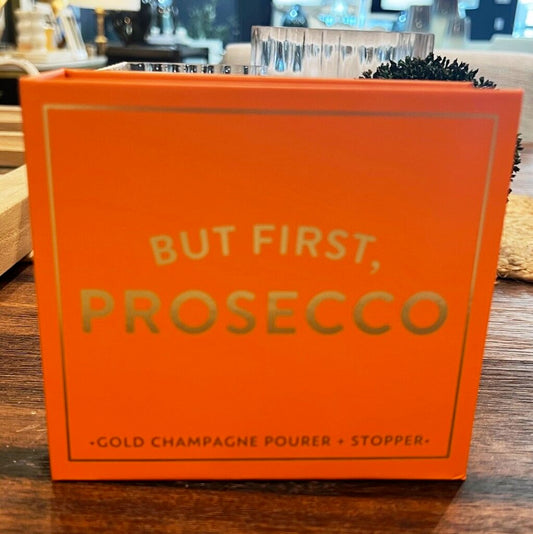 BUT FIRST,
PROSECCO
•GOLD CHAMPAGNE POURER + STOPPER•